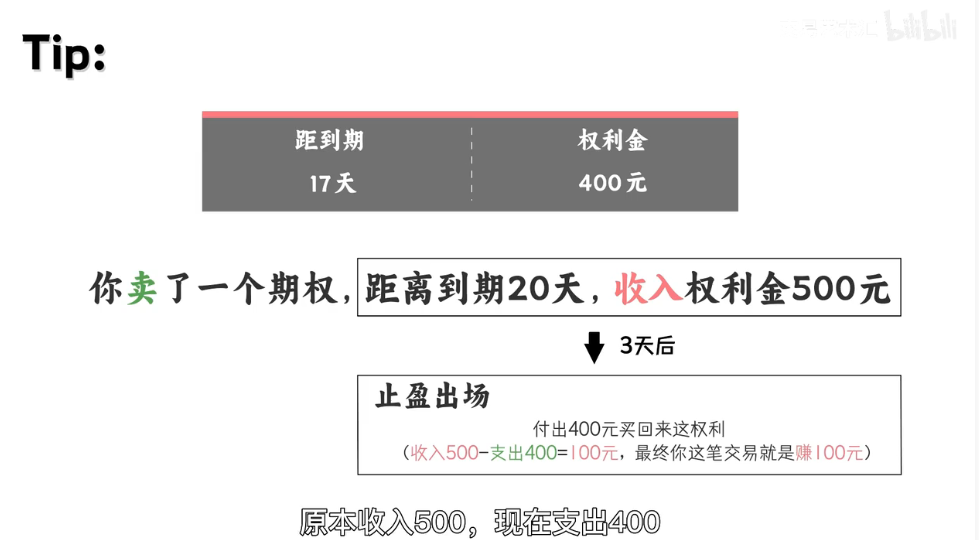 bilibili
Tip:
距到期 权利金
17天 400元
你卖了一个期权,距离到期20天,收入权利金500元
3天后
止盈出场
付出400元买回来这权利
(收入500-支出400=100元,最终你这笔交易就是赚100元)
原本收入500,现在支出400